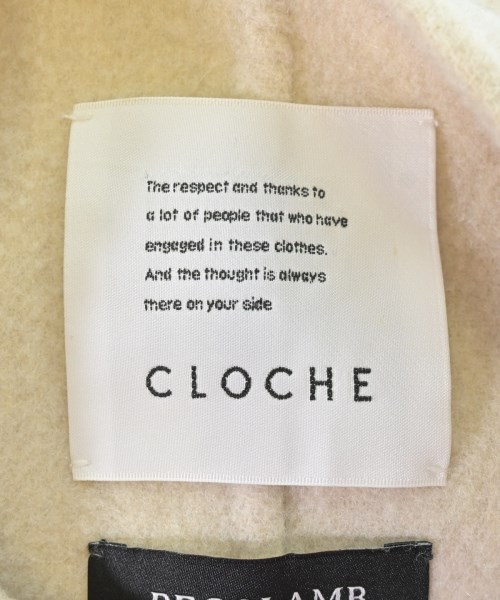 The respect and thanks to
a lot of people that who have
engaged in these clothes.
And the thought is always
there on your side
CLOCHE